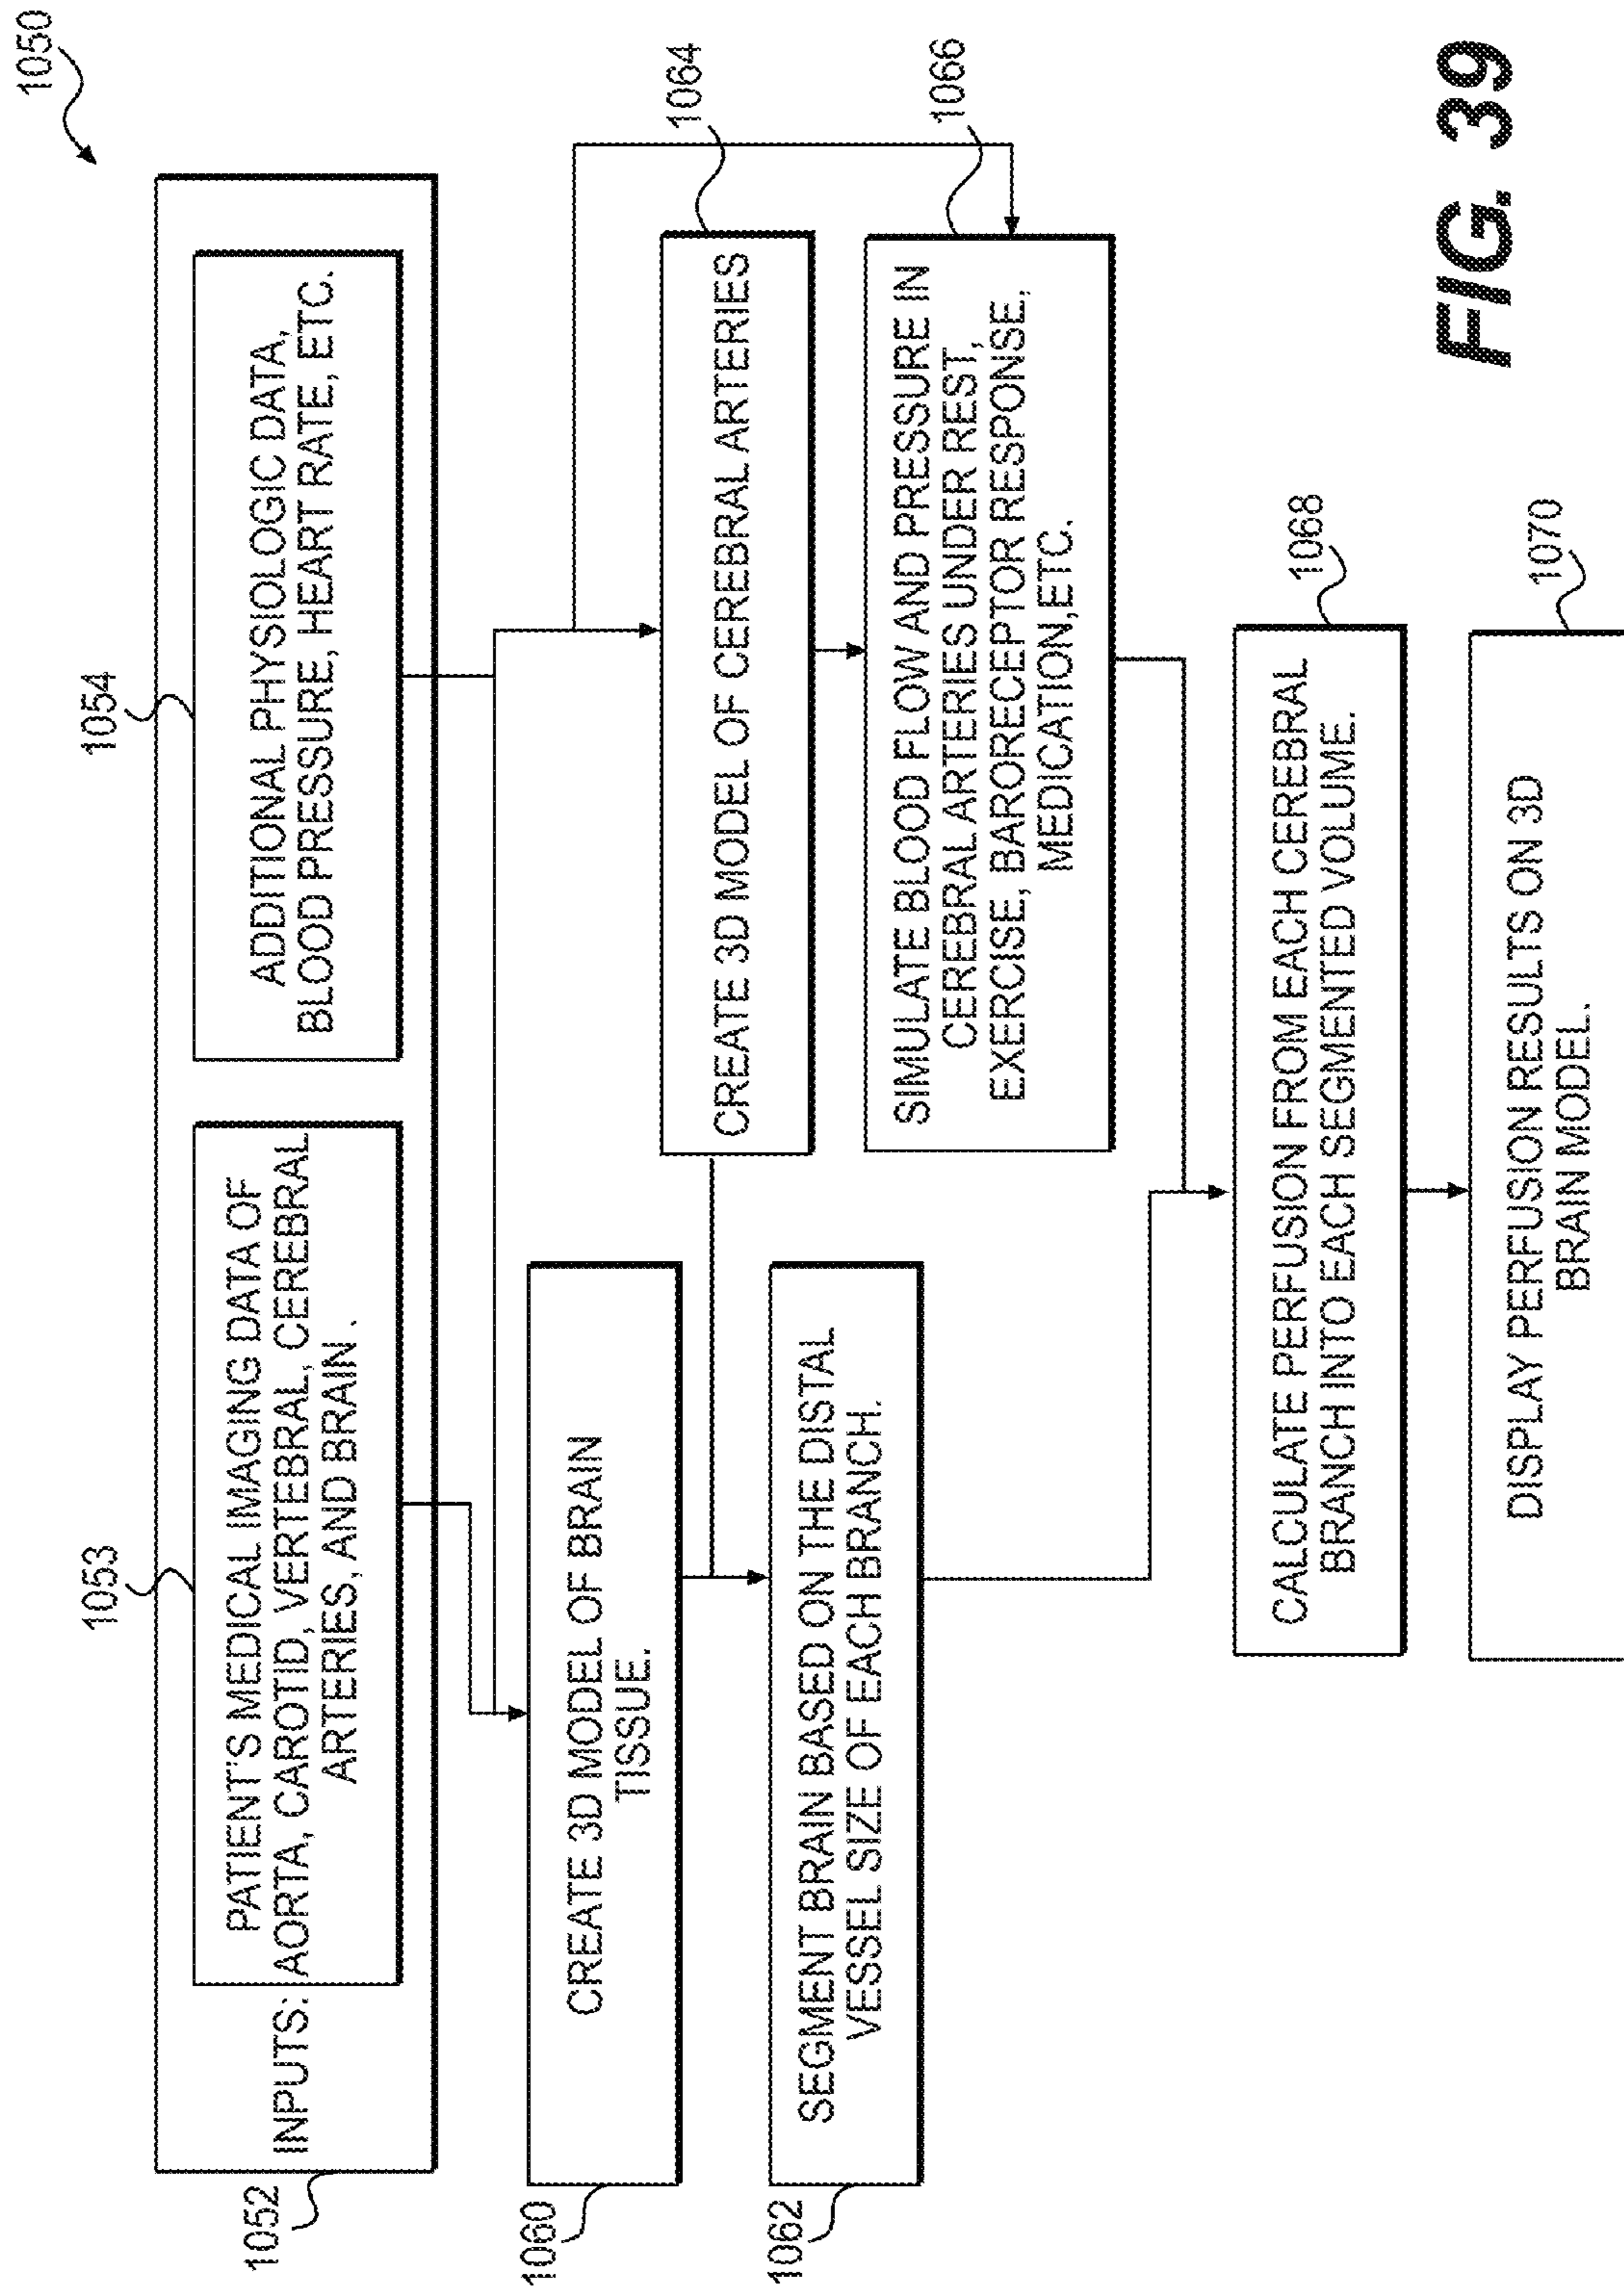 1050
1054
1053
ADDITIONAL PHYSIOLOGIC DATA,
BLOOD PRESSURE, HEART RATE, ETC.
PATIENT'S MEDICAL IMAGING DATA OF
INPUTS: AORTA, CAROTID, VERTEBRAL, CEREBRAL
ARTERIES, AND BRAIN .
1052
1060
CREATE 3D MODEL OF BRAIN
TISSUE.
1064
CREATE 3D MODEL OF CEREBRAL ARTERIES
1062
SEGMENT BRAIN BASED ON THE DISTAL
VESSEL SIZE OF EACH BRANCH.
1066
SIMULATE BLOOD FLOW AND PRESSURE IN
CEREBRAL ARTERIES UNDER REST,
EXERCISE, BARORECEPTOR RESPONSE,
MEDICATION,ETC.
1068
CALCULATE PERFUSION FROM EACH CEREBRAL
BRANCH INTO EACH SEGMENTED VOLUME.
1070
DISPLAY PERFUSION RESULTS ON 3D
BRAIN MODEL.
FIG. 39